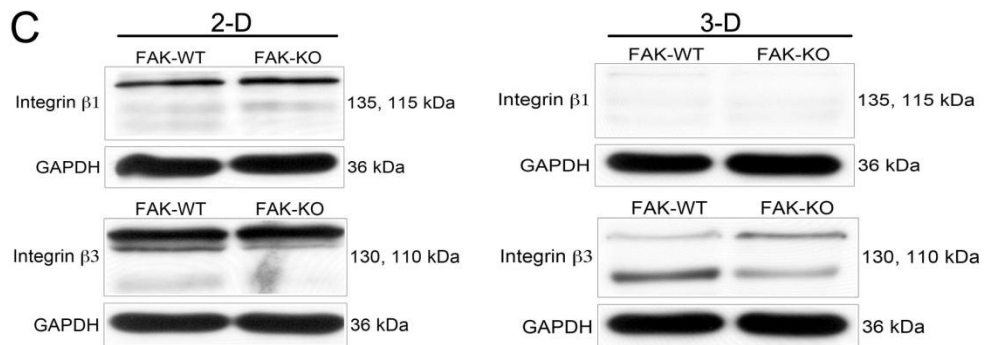 C
2-D
FAK-WT FAK-KO
Integrin β1
135, 115 kDa
GAPDH
36 kDa
FAK-WT FAK-KO
Integrin β3
130, 110 kDa
GAPDH
36 kDa
3-D
FAK-WT FAK-KO
Integrin β1
135, 115 kDa
GAPDH
36 kDa
FAK-WT FAK-KO
Integrin β3
130, 110 kDa
GAPDH
36 kDa